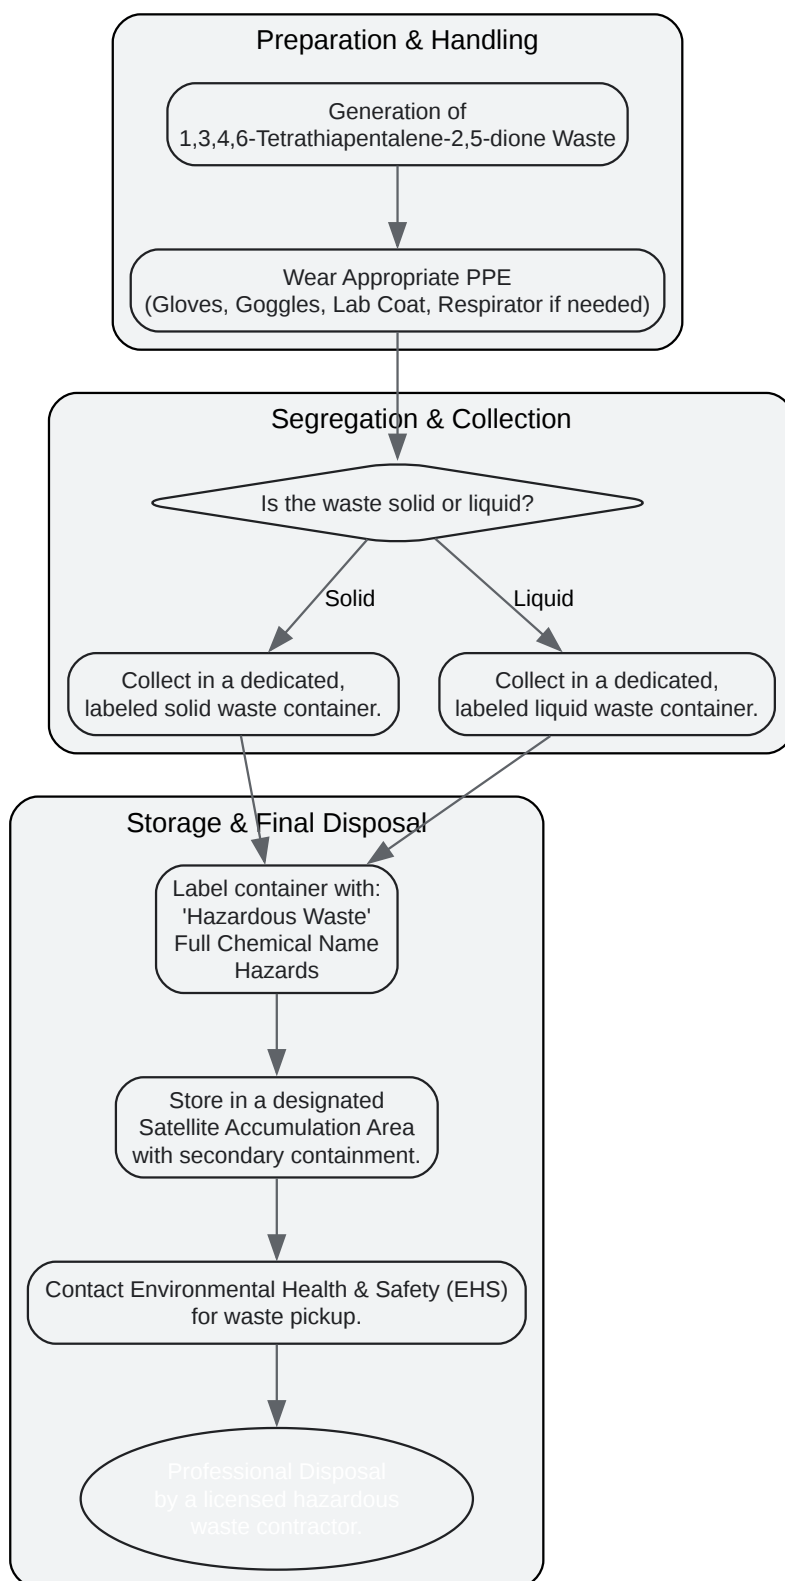 Preparation & Handling
Generation of
1,3,4,6-Tetrathiapentalene-2,5-dione Waste
Wear Appropriate PPE
(Gloves, Goggles, Lab Coat, Respirator if needed)
Segregation & Collection
Is the waste solid or liquid?
Solid
Liquid
Collect in a dedicated,
labeled solid waste container.
Collect in a dedicated,
labeled liquid waste container.
Storage & Final Disposal
Label container with:
'Hazardous Waste'
Full Chemical Name
Hazards
Store in a designated
Satellite Accumulation Area
with secondary containment.
Contact Environmental Health & Safety (EHS)
for waste pickup.
Professional Disposal
by a licensed hazardous
waste contractor.